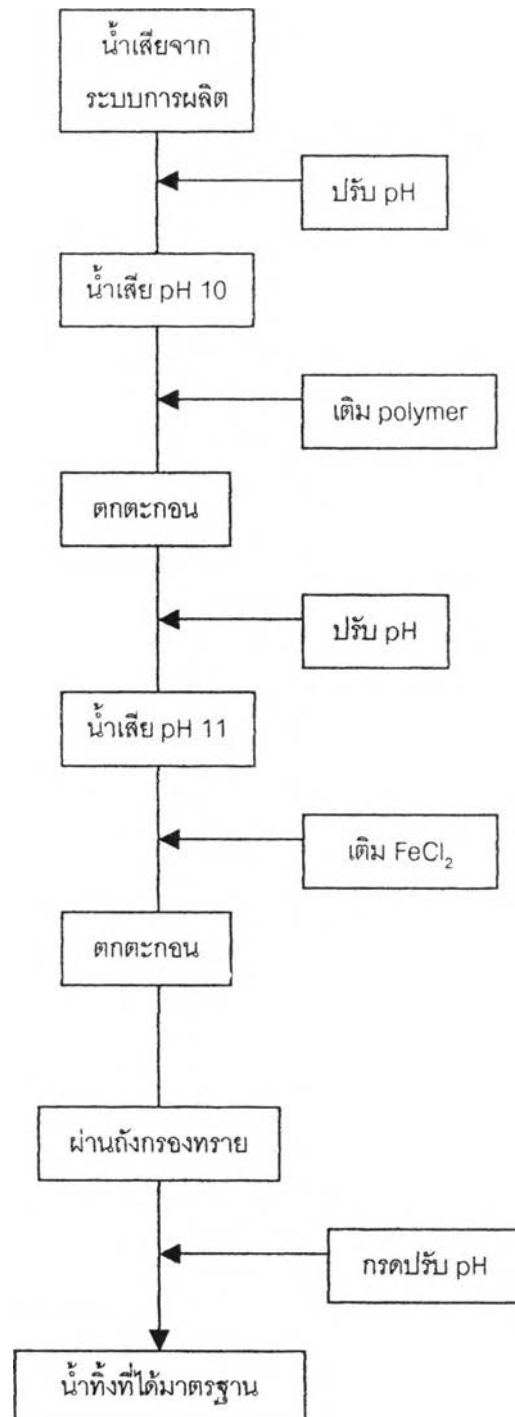 น้ำเสียจาก
ระบบการผลิต
ปรับ pH
น้ำเสีย pH 10
เติม polymer
ตกตะกอน
ปรับ pH
น้ำเสีย pH 11
เติม FeCl₂
ตกตะกอน
ผ่านถังกรองทราย
กรดปรับ pH
น้ำทิ้งที่ได้มาตรฐาน